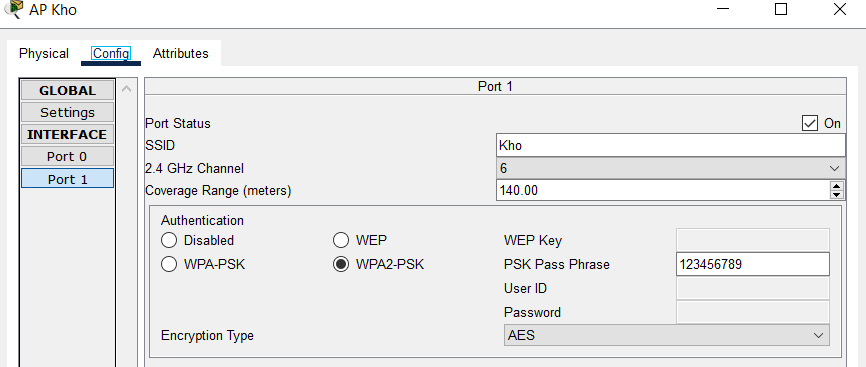 AP Kho
Physical Config Attributes
GLOBAL
Settings
INTERFACE
Port 0
Port 1
Port 1
Port Status On
SSID Kho
2.4 GHz Channel 6
Coverage Range (meters) 140.00
Authentication
Disabled WEP WEP Key
WPA-PSK WPA2-PSK PSK Pass Phrase 123456789
User ID
Password
Encryption Type AES